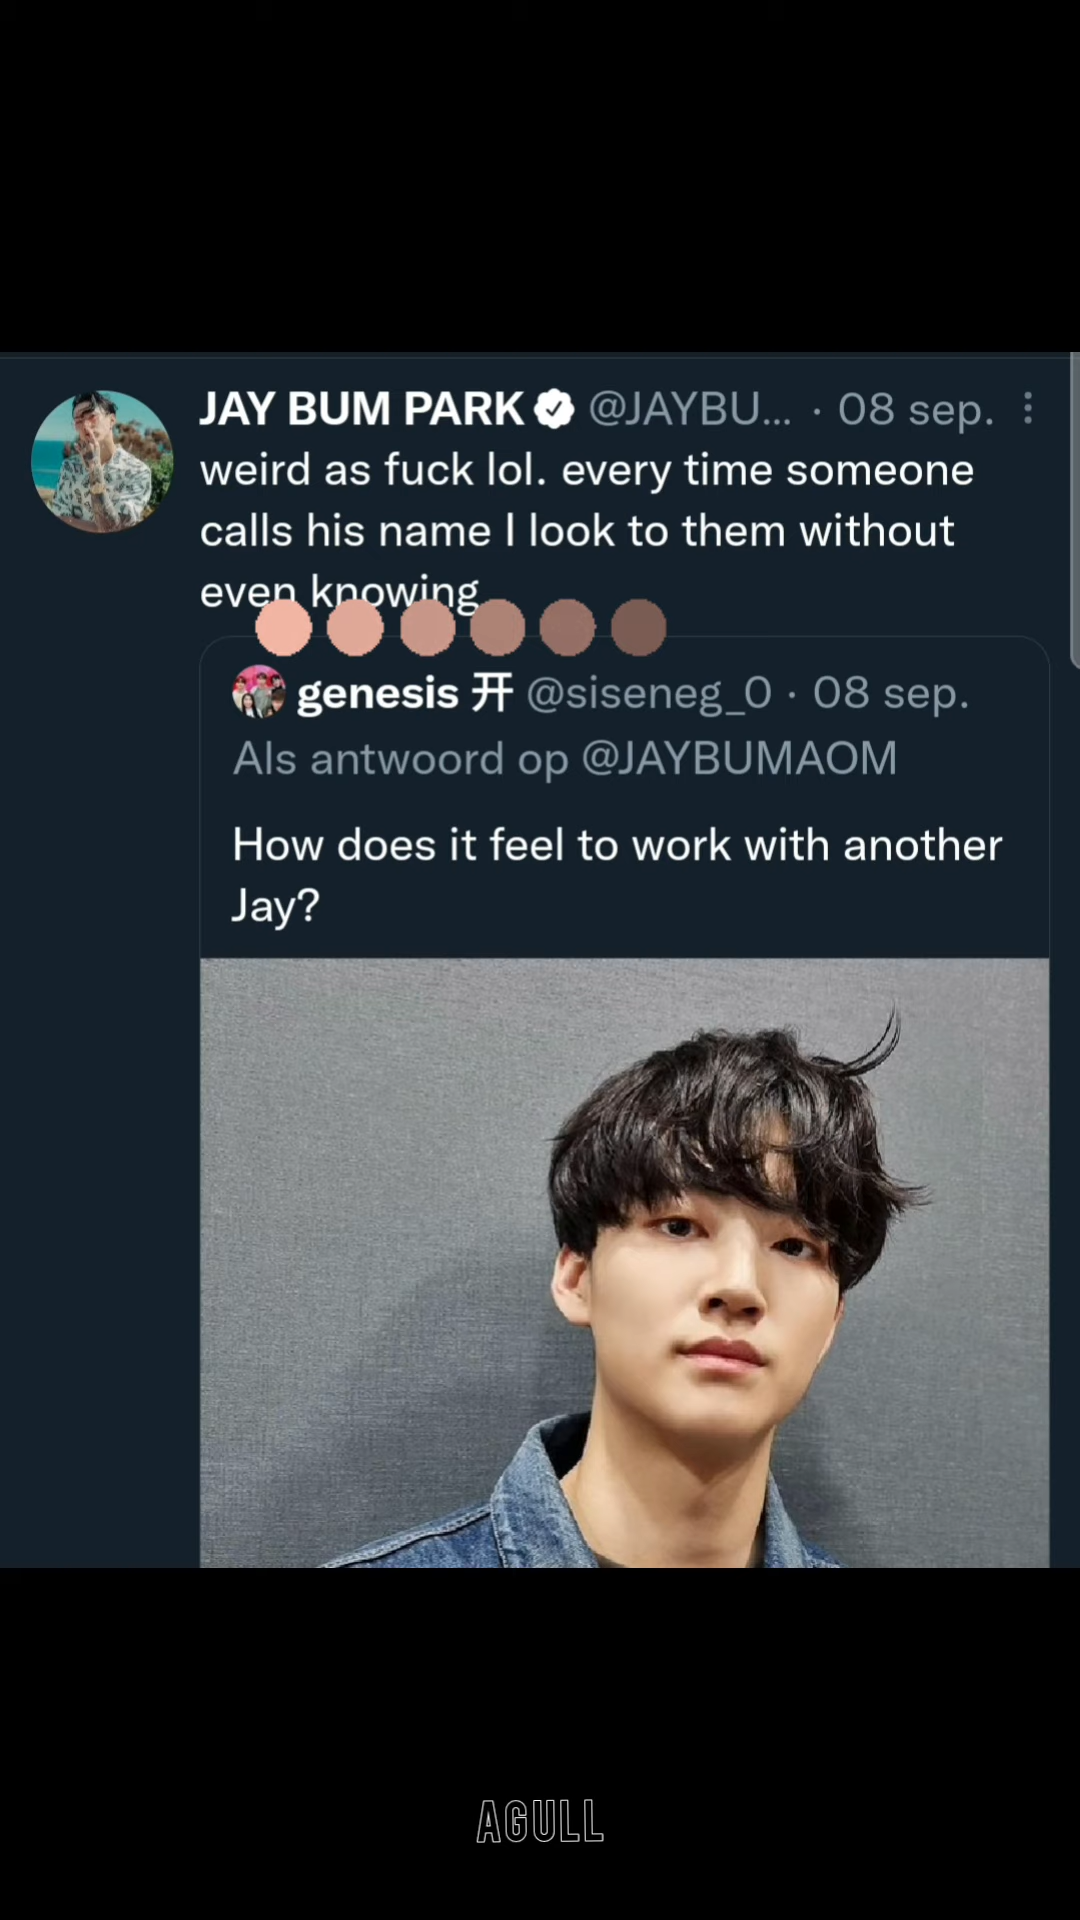 JAY BUM PARK @JAYBU... · 08 sep.
weird as fuck lol. every time someone
calls his name I look to them without
even knowing
genesis 开 @siseneg_0 · 08 sep.
Als antwoord op @JAYBUMAOM
How does it feel to work with another
Jay?
AGULL